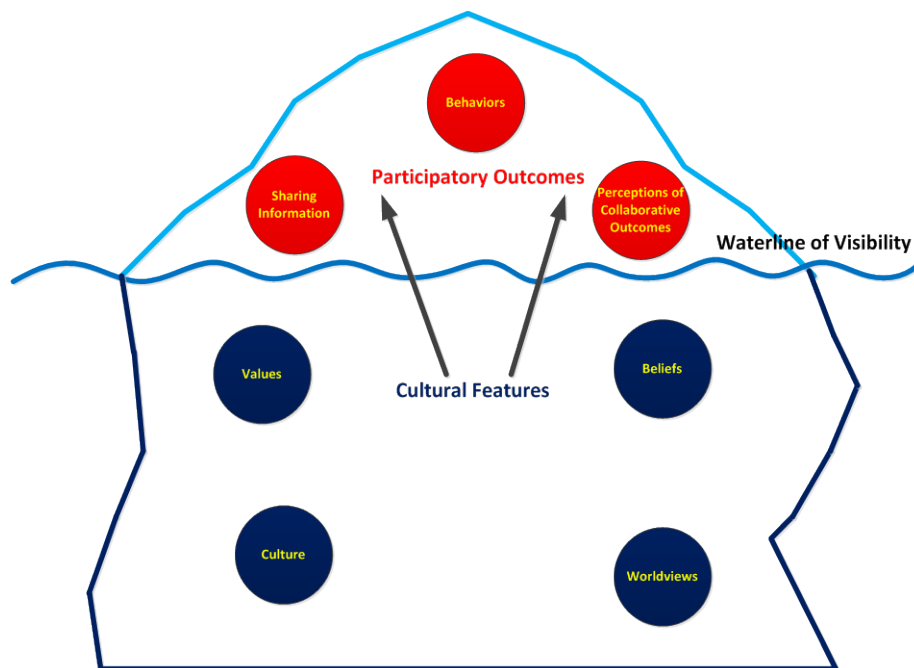 Behaviors
Participatory Outcomes
Sharing
Information
Perceptions of
Collaborative
Outcomes
Waterline of Visibility
Values
Beliefs
Cultural Features
Culture
Worldviews